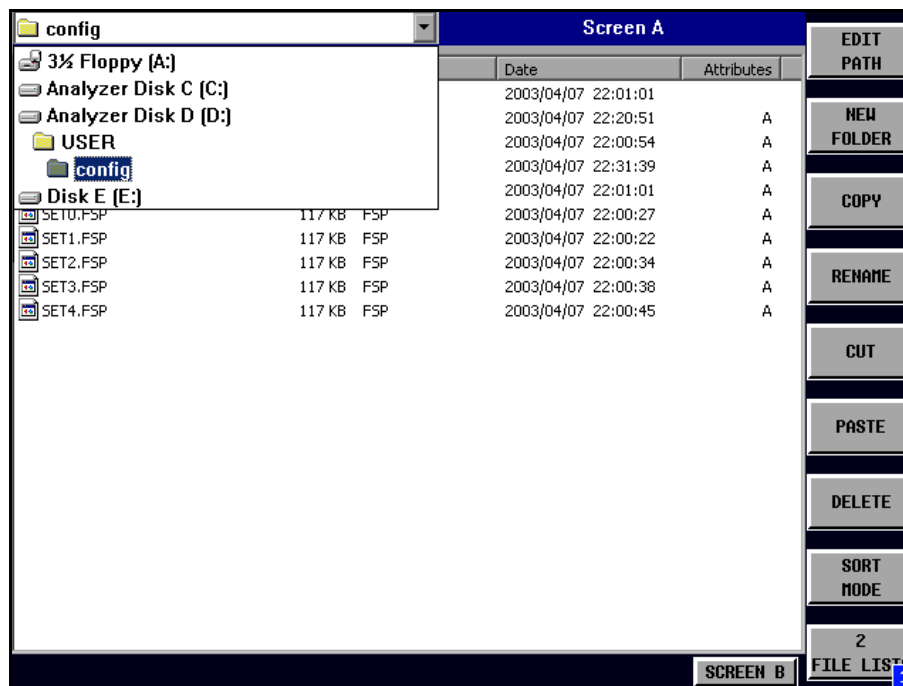 config
Screen A
3½ Floppy (A:)
Analyzer Disk C (C:)
Analyzer Disk D (D:)
USER
config
Disk E (E:)
Date Attributes
2003/04/07 22:01:01
2003/04/07 22:20:51 A
2003/04/07 22:00:54 A
2003/04/07 22:31:39 A
2003/04/07 22:01:01 A
SET0.FSP 117 KB FSP 2003/04/07 22:00:27 A
SET1.FSP 117 KB FSP 2003/04/07 22:00:22 A
SET2.FSP 117 KB FSP 2003/04/07 22:00:34 A
SET3.FSP 117 KB FSP 2003/04/07 22:00:38 A
SET4.FSP 117 KB FSP 2003/04/07 22:00:45 A
SCREEN B
EDIT
PATH
NEW
FOLDER
COPY
RENAME
CUT
PASTE
DELETE
SORT
MODE
2
FILE LISTS